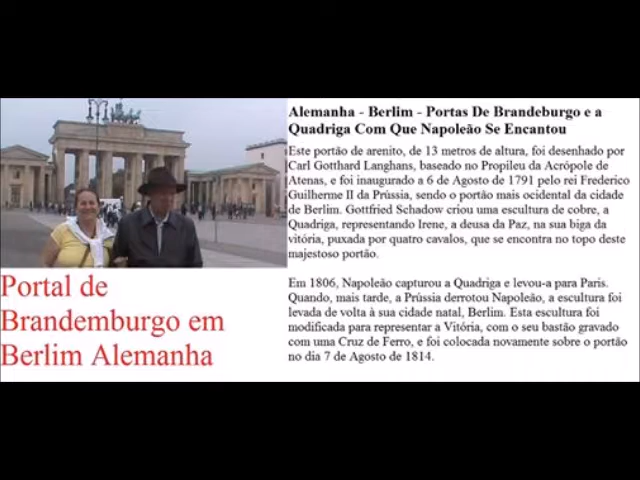 Alemanha - Berlim - Portas De Brandeburgo e a
Quadriga Com Que Napoleão Se Encantou
Este portão de arenito, de 13 metros de altura, foi desenhado por
Carl Gotthard Langhans, baseado no Propileu da Acrópole de
Atenas, e foi inaugurado a 6 de Agosto de 1791 pelo rei Frederico
Guilherme II da Prússia, sendo o portão mais ocidental da cidade
de Berlim. Gottfried Schadow criou uma escultura de cobre, a
Quadriga, representando Irene, a deusa da Paz, na sua biga da
vitória, puxada por quatro cavalos, que se encontra no topo deste
majestoso portão.
Em 1806, Napoleão capturou a Quadriga e levou-a para Paris.
Quando, mais tarde, a Prússia derrotou Napoleão, a escultura foi
levada de volta à sua cidade natal, Berlim. Esta escultura foi
modificada para representar a Vitória, com o seu bastão gravado
com uma Cruz de Ferro, e foi colocada novamente sobre o portão
no dia 7 de Agosto de 1814.
Portal de
Brandemburgo em
Berlim Alemanha